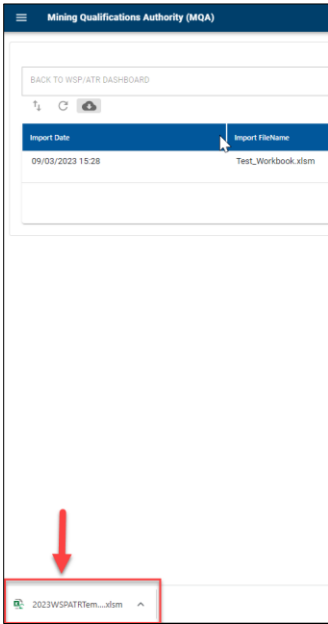 Mining Qualifications Authority (MQA)
BACK TO WSP/ATR DASHBOARD
Import Date Import FileName
09/03/2023 15:28 Test_Workbook.xlsm
2023WSPATRTem....xlsm